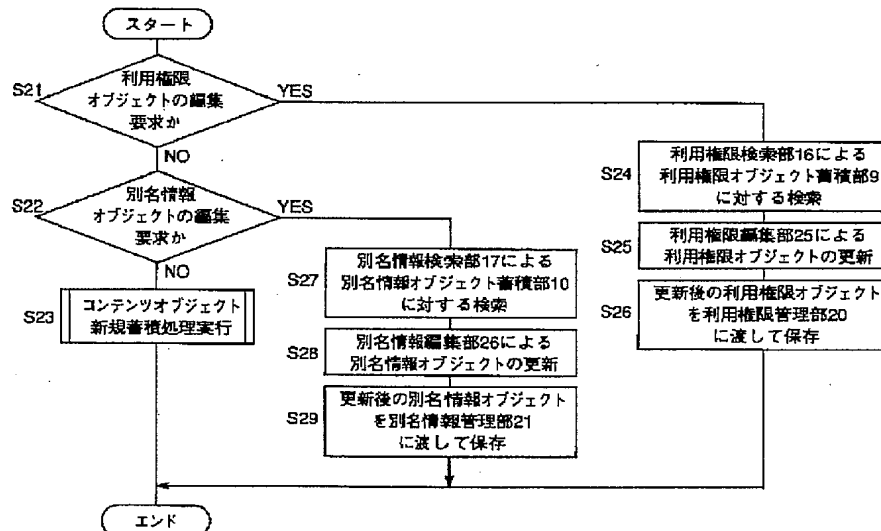 スタート
S21
利用権限
オブジェクトの編集
要求か
YES
NO
S22
別名情報
オブジェクトの編集
要求か
YES
NO
S23
コンテンツオブジェクト
新規蓄積処理実行
S24
利用権限検索部16による
利用権限オブジェクト蓄積部9
に対する検索
S25
利用権限編集部25による
利用権限オブジェクトの更新
S26
更新後の利用権限オブジェクト
を利用権限管理部20
に渡して保存
S27
別名情報検索部17による
別名情報オブジェクト蓄積部10
に対する検索
S28
別名情報編集部26による
別名情報オブジェクトの更新
S29
更新後の別名情報オブジェクト
を別名情報管理部21
に渡して保存
エンド